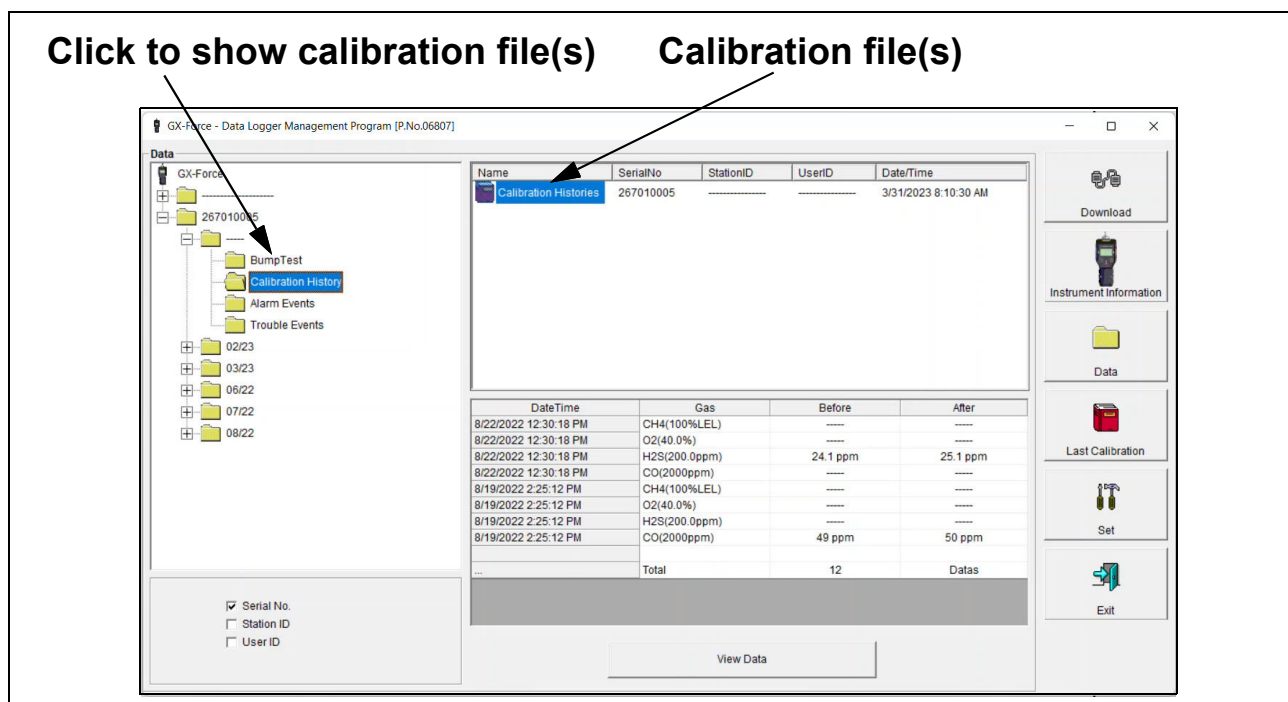 Click to show calibration file(s) Calibration file(s)
GX-Force - Data Logger Management Program [P.No.06807]
Data
GX-Force
----------------
267010005
-----
BumpTest
Calibration History
Alarm Events
Trouble Events
02/23
03/23
06/22
07/22
08/22
Serial No.
Station ID
User ID
Name SerialNo StationID UserID Date/Time
Calibration Histories 267010005 ---------------- ---------------- 3/31/2023 8:10:30 AM
DateTime Gas Before After
8/22/2022 12:30:18 PM CH4(100%LEL) ----- -----
8/22/2022 12:30:18 PM O2(40.0%) ----- -----
8/22/2022 12:30:18 PM H2S(200.0ppm) 24.1 ppm 25.1 ppm
8/22/2022 12:30:18 PM CO(2000ppm) ----- -----
8/19/2022 2:25:12 PM CH4(100%LEL) ----- -----
8/19/2022 2:25:12 PM O2(40.0%) ----- -----
8/19/2022 2:25:12 PM H2S(200.0ppm) ----- -----
8/19/2022 2:25:12 PM CO(2000ppm) 49 ppm 50 ppm
... Total 12 Datas
View Data
Download
Instrument Information
Data
Last Calibration
Set
Exit